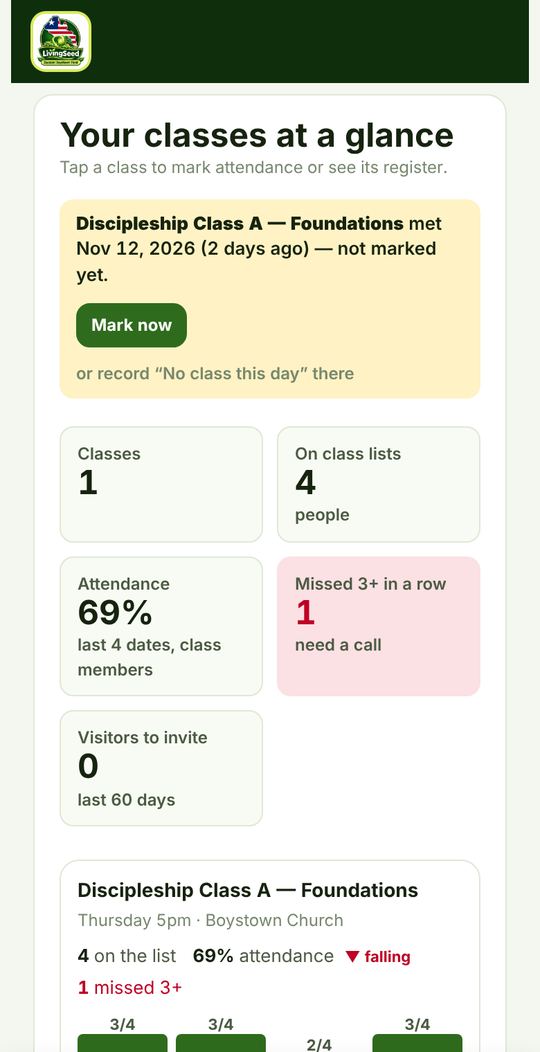 LivingSeed
Your classes at a glance
Tap a class to mark attendance or see its register.
Discipleship Class A — Foundations met
Nov 12, 2026 (2 days ago) — not marked
yet.
Mark now
or record “No class this day” there
Classes
1
On class lists
4
people
Attendance
69%
last 4 dates, class
members
Missed 3+ in a row
1
need a call
Visitors to invite
0
last 60 days
Discipleship Class A — Foundations
Thursday 5pm · Boystown Church
4 on the list 69% attendance ▼ falling
1 missed 3+
3/4 3/4 2/4 3/4